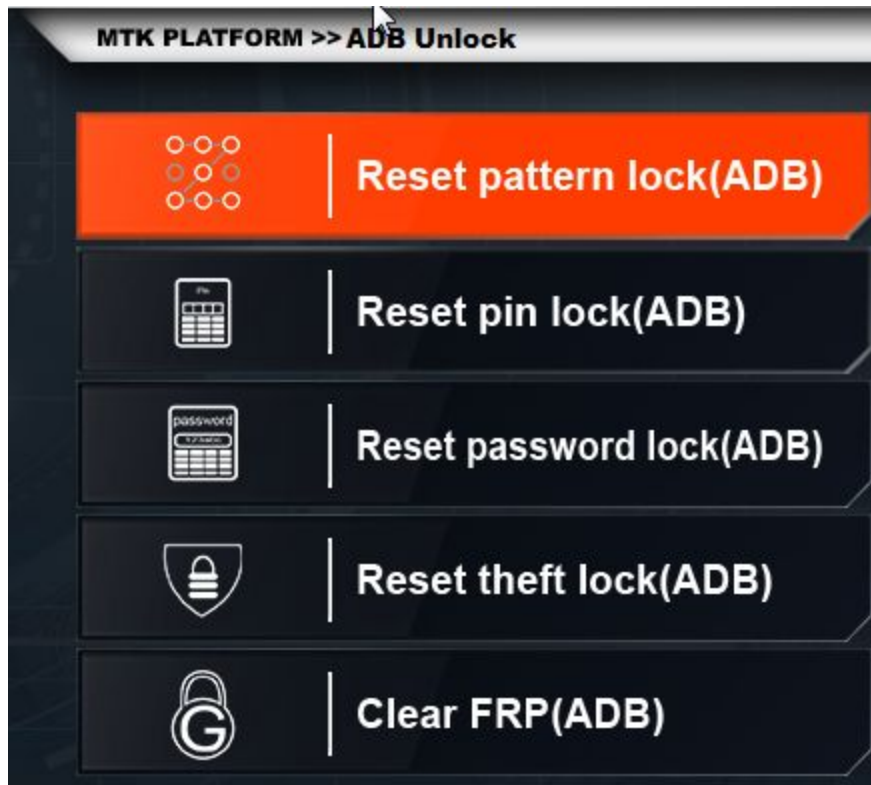 MTK PLATFORM >> ADB Unlock
Reset pattern lock(ADB)
Pin
Reset pin lock(ADB)
password
Reset password lock(ADB)
Reset theft lock(ADB)
G
Clear FRP(ADB)